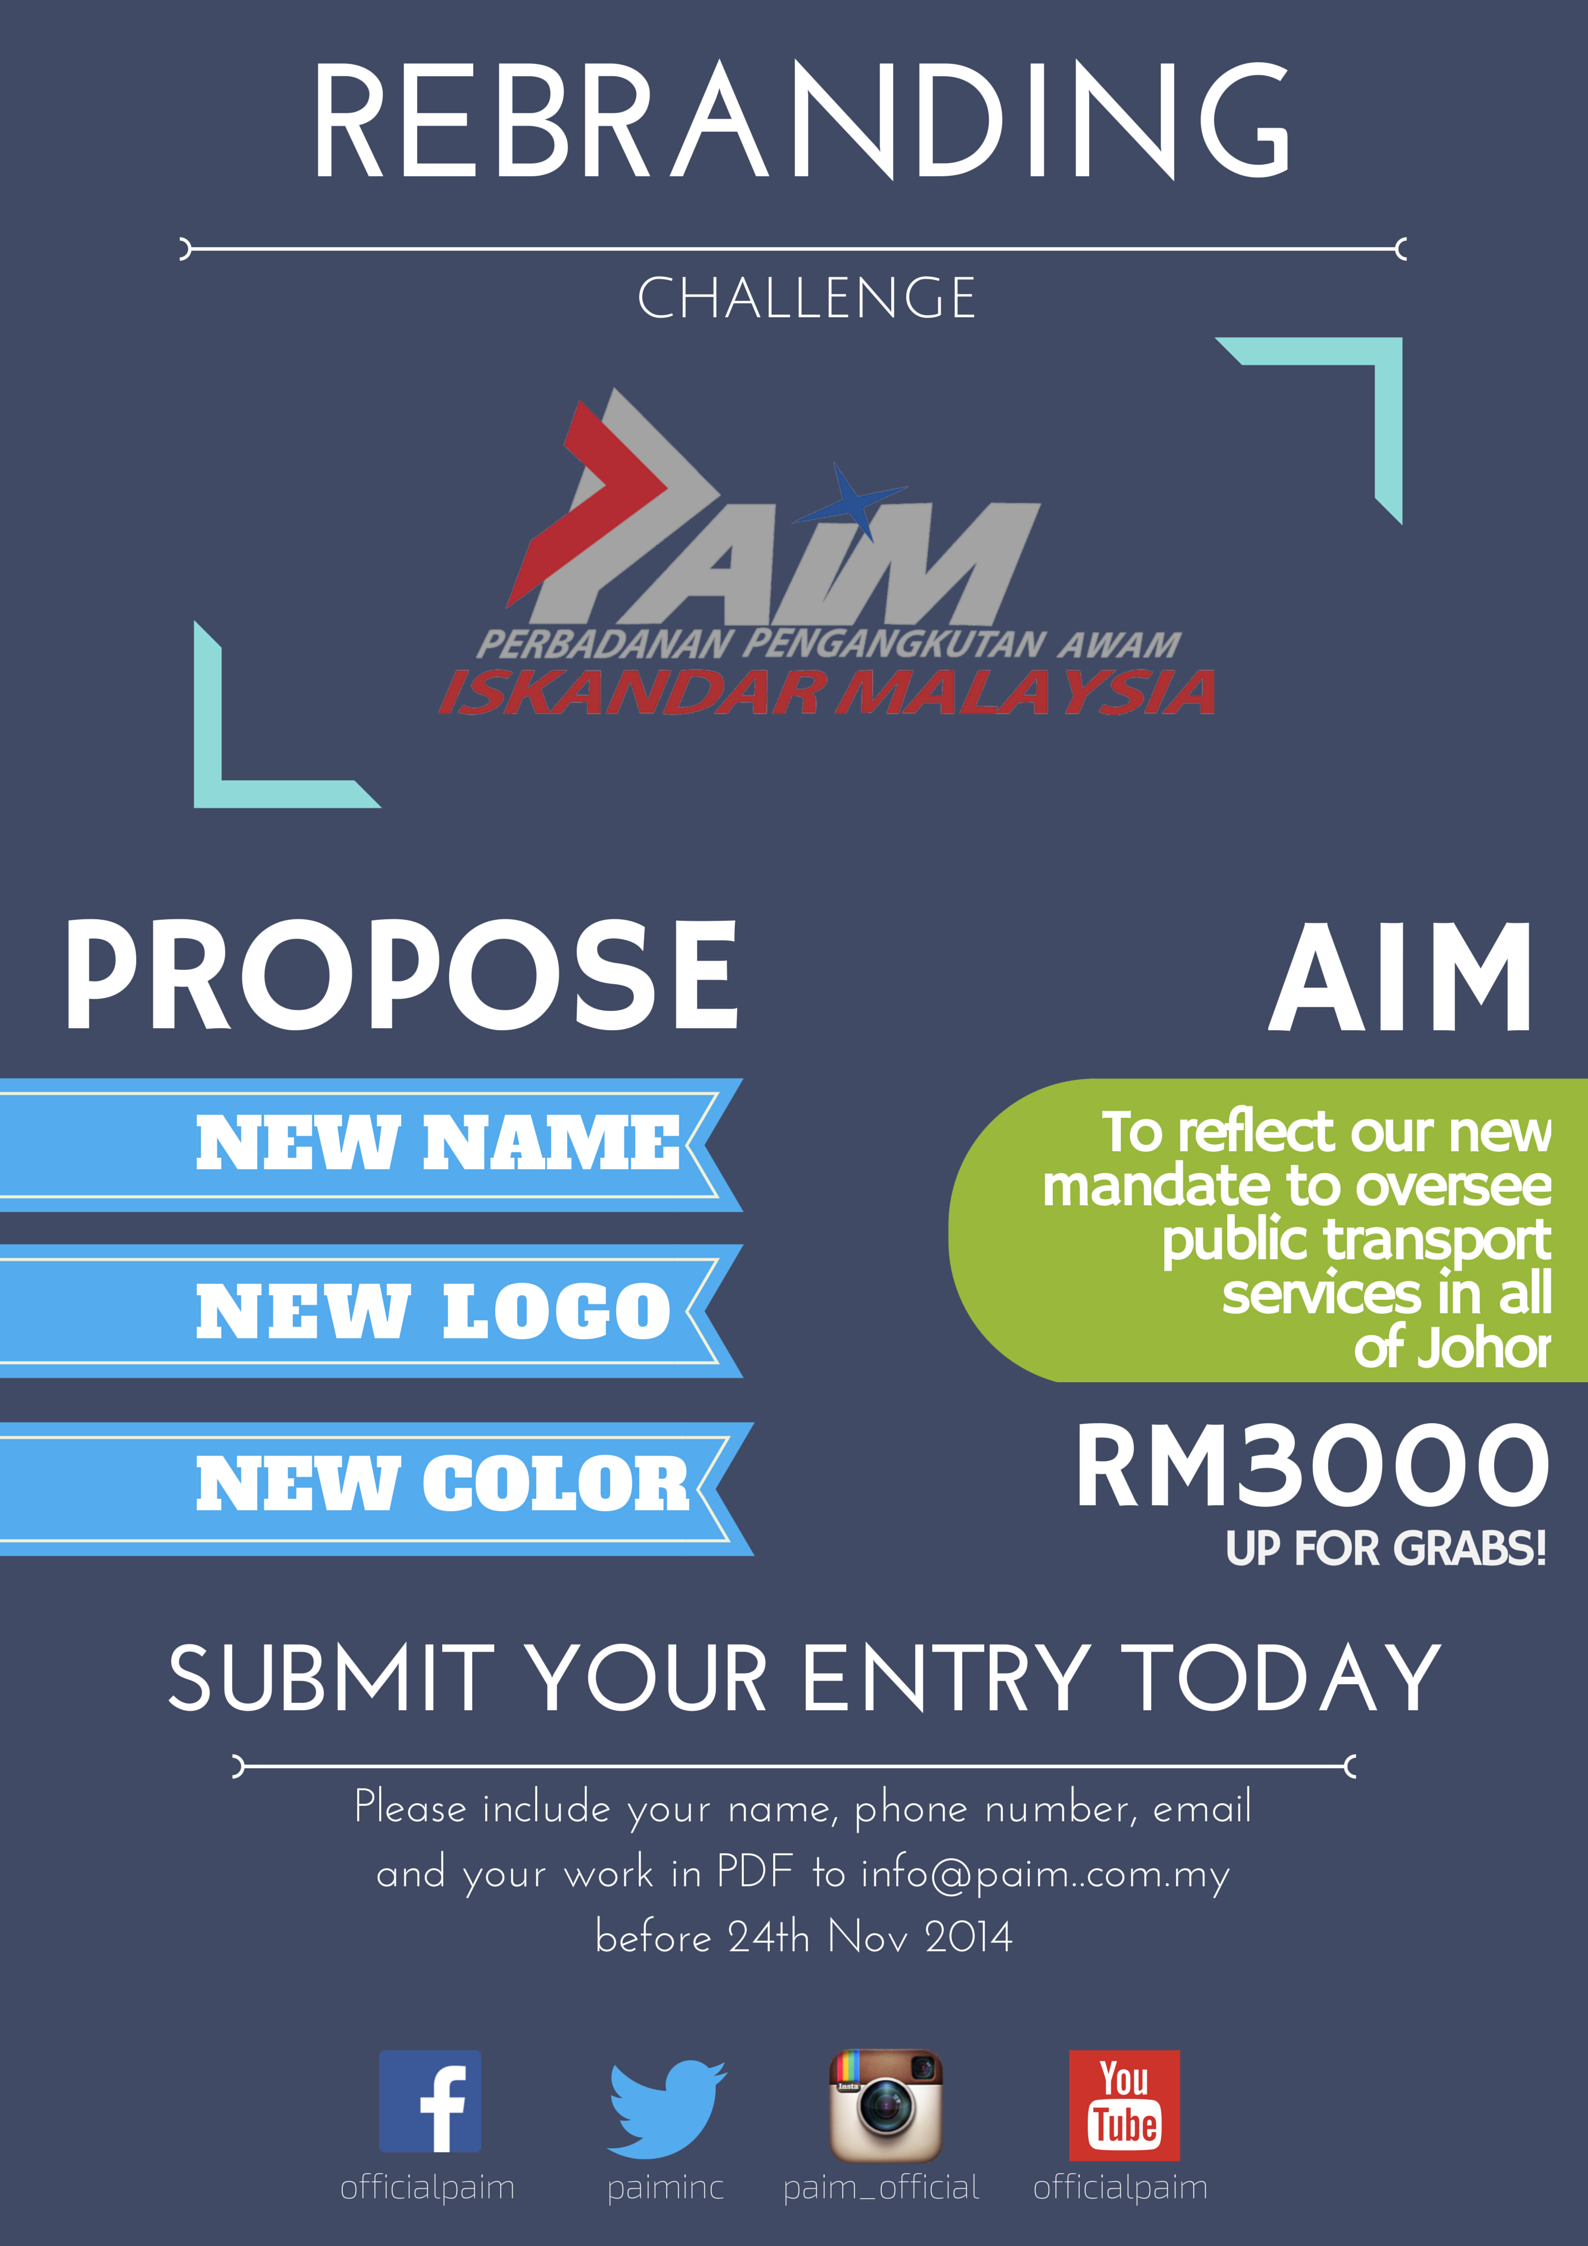 REBRANDING
CHALLENGE
PAiM
PERBADANAN PENGANGKUTAN AWAM
ISKANDAR MALAYSIA
PROPOSE
NEW NAME
NEW LOGO
NEW COLOR
AIM
To reflect our new
mandate to oversee
public transport
services in all
of Johor
RM3000
UP FOR GRABS!
SUBMIT YOUR ENTRY TODAY
Please include your name, phone number, email
and your work in PDF to info@paim..com.my
before 24th Nov 2014
f
Insta
You
Tube
officialpaim
paiminc
paim_official
officialpaim